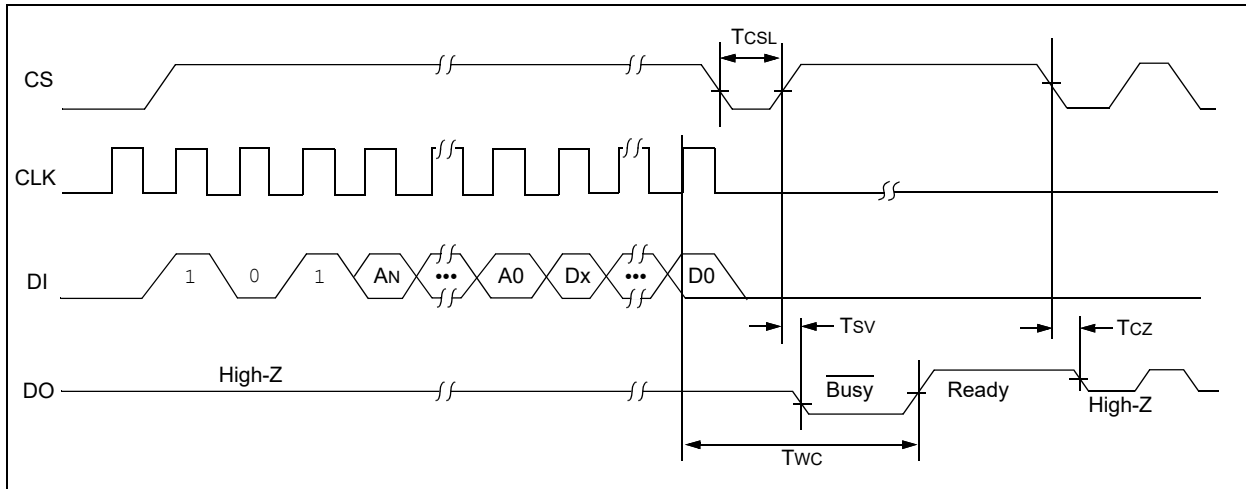 TCSL
CS
CLK
DI 1 0 1 AN ••• A0 Dx ••• D0
TSV TCZ
DO High-Z Busy Ready High-Z
TWC